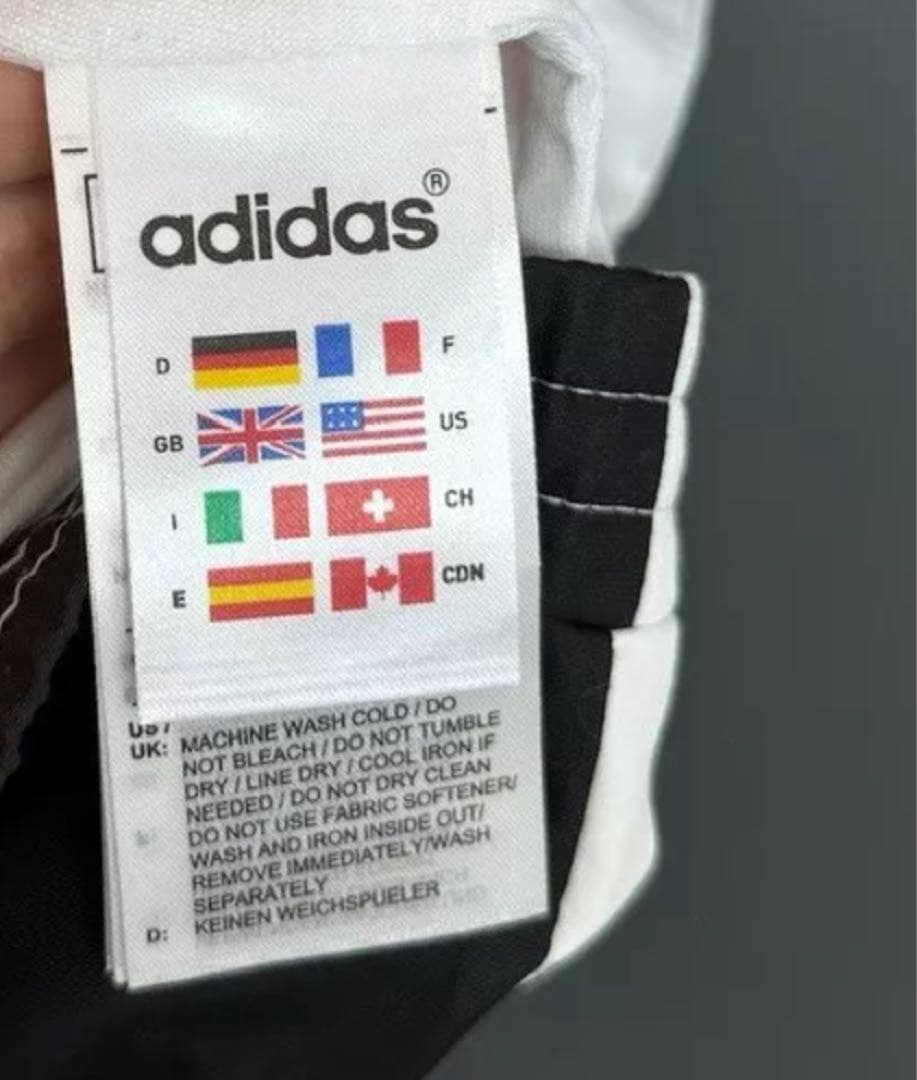 adidas®
D F
GB US
I CH
E CDN
US /
UK: MACHINE WASH COLD / DO
NOT BLEACH / DO NOT TUMBLE
DRY / LINE DRY / COOL IRON IF
NEEDED / DO NOT DRY CLEAN
DO NOT USE FABRIC SOFTENER/
WASH AND IRON INSIDE OUT/
REMOVE IMMEDIATELY/WASH
SEPARATELY
D: KEINEN WEICHSPUELER